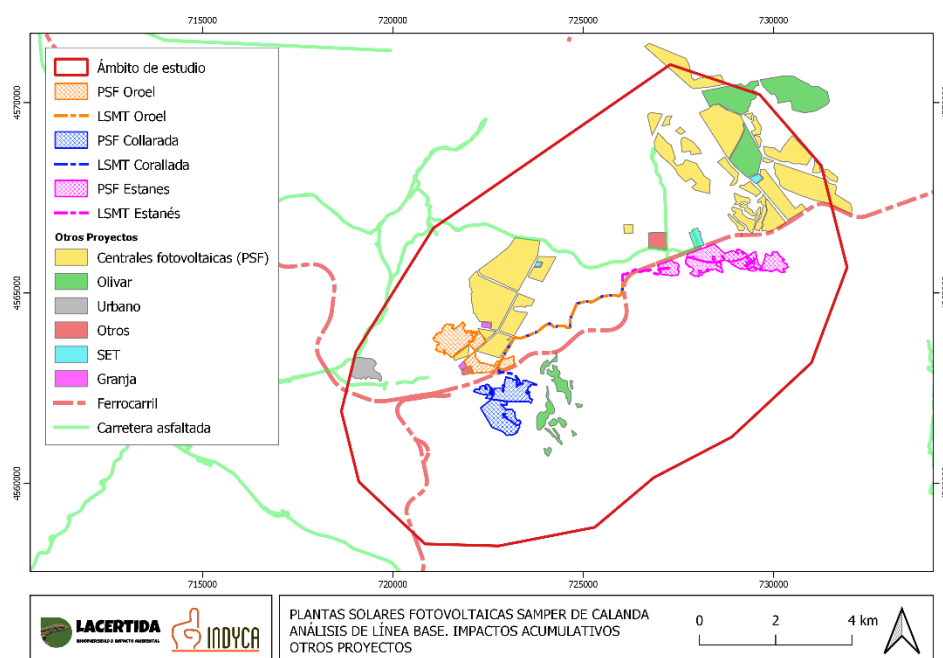 715000 720000 725000 730000
Ámbito de estudio
PSF Oroel
LSMT Oroel
PSF Collarada
LSMT Corallada
PSF Estanes
LSMT Estanés
Otros Proyectos
Centrales fotovoltaicas (PSF)
Olivar
Urbano
Otros
SET
Granja
Ferrocarril
Carretera asfaltada
4570000
4565000
4560000
715000 720000 725000 730000
LACERTIDA
BIODIVERSIDAD E IMPACTO AMBIENTAL
INDYCA
PLANTAS SOLARES FOTOVOLTAICAS SAMPER DE CALANDA
ANÁLISIS DE LÍNEA BASE. IMPACTOS ACUMULATIVOS
OTROS PROYECTOS
0 2 4 km